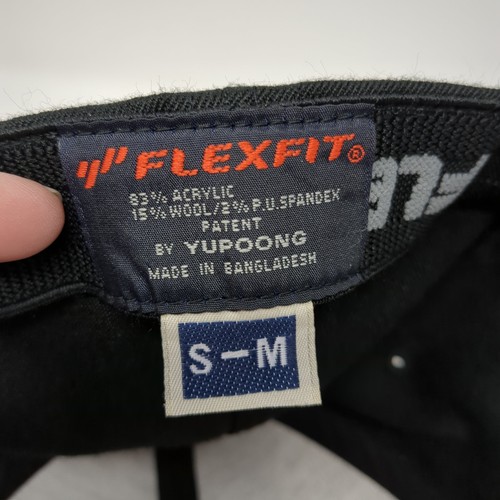 FLEXFIT®
83% ACRYLIC
15% WOOL/2% P.U.SPANDEX
PATENT
BY YUPOONG
MADE IN BANGLADESH
S-M